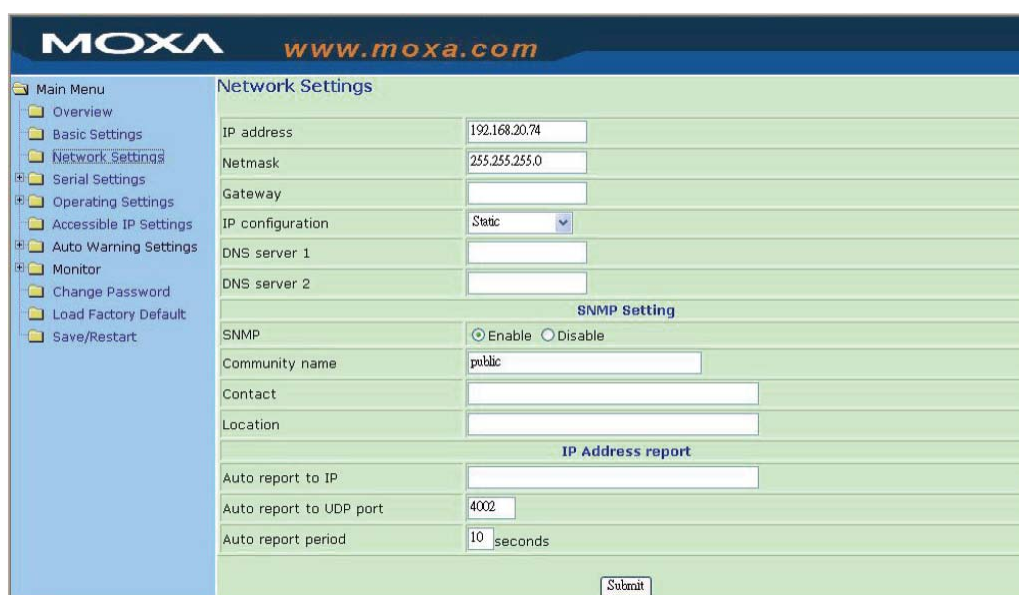 MOXA www.moxa.com
Main Menu
Overview
Basic Settings
Network Settings
Serial Settings
Operating Settings
Accessible IP Settings
Auto Warning Settings
Monitor
Change Password
Load Factory Default
Save/Restart
Network Settings
IP address 192.168.20.74
Netmask 255.255.255.0
Gateway
IP configuration Static
DNS server 1
DNS server 2
SNMP Setting
SNMP Enable Disable
Community name public
Contact
Location
IP Address report
Auto report to IP
Auto report to UDP port 4002
Auto report period 10 seconds
Submit